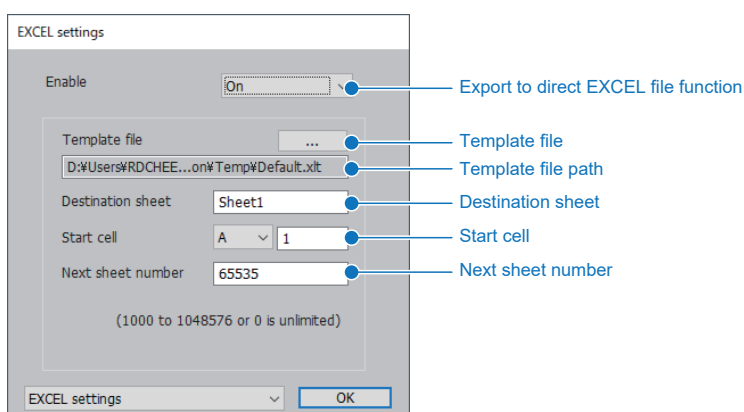 EXCEL settings
Enable
On
Export to direct EXCEL file function
Template file
...
Template file
D:¥Users¥RDCHEE...on¥Temp¥Default.xlt
Template file path
Destination sheet
Sheet1
Destination sheet
Start cell
A
1
Start cell
Next sheet number
65535
Next sheet number
(1000 to 1048576 or 0 is unlimited)
EXCEL settings
OK